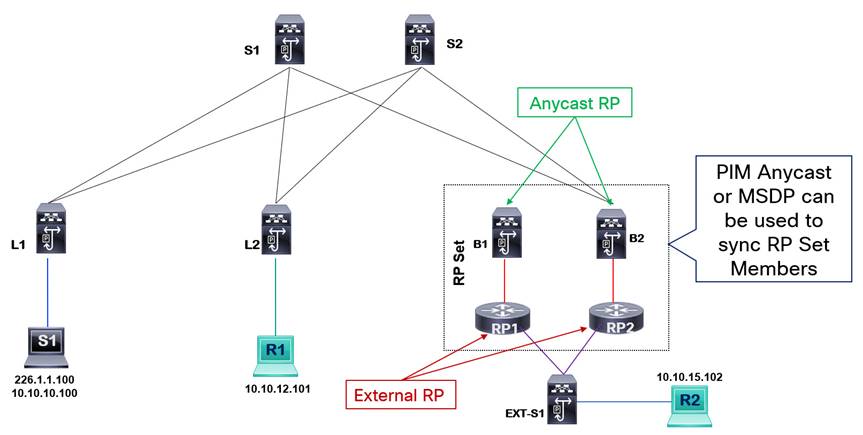 S1
S2
Anycast RP
PIM Anycast
or MSDP can
be used to
sync RP Set
Members
L1
L2
RP Set
B1
B2
RP1
RP2
S1
226.1.1.100
10.10.10.100
R1
10.10.12.101
External RP
EXT-S1
10.10.15.102
R2